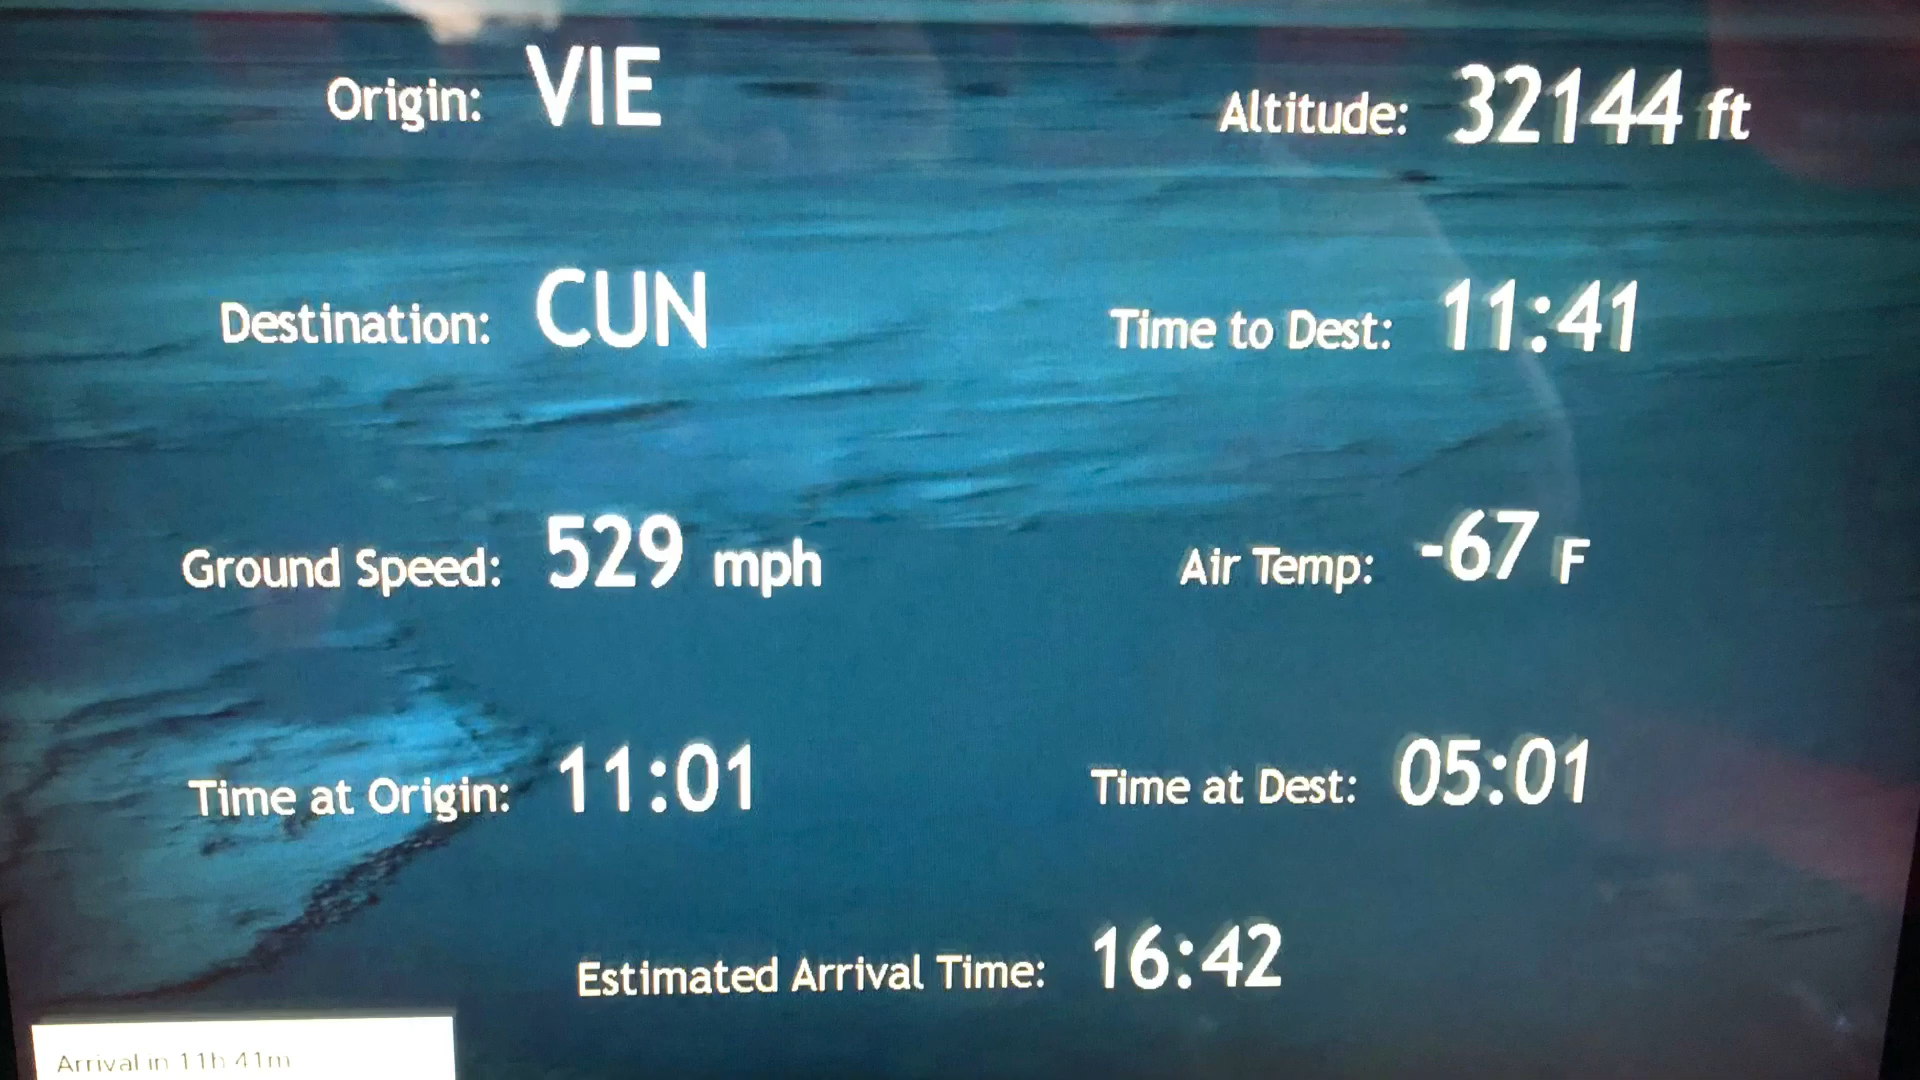 Origin: VIE
Altitude: 32144 ft
Destination: CUN
Time to Dest: 11:41
Ground Speed: 529 mph
Air Temp: -67 F
Time at Origin: 11:01
Time at Dest: 05:01
Estimated Arrival Time: 16:42
Arrival in 11h 41m